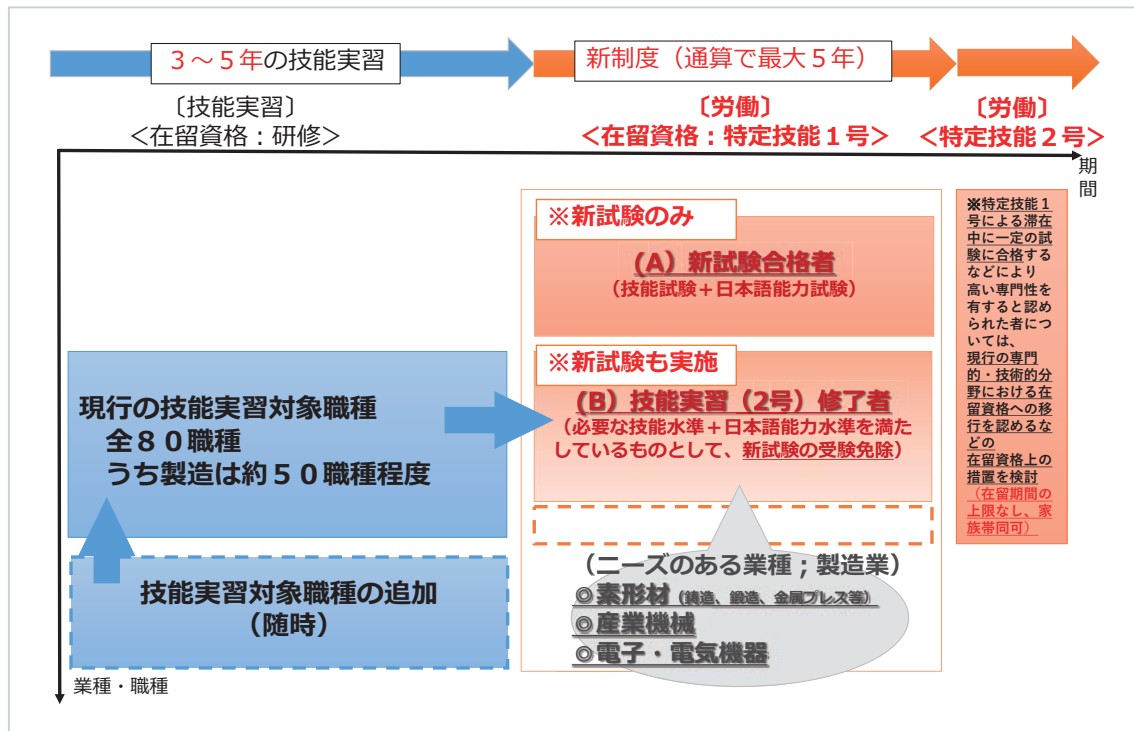 ３～５年の技能実習
新制度（通算で最大５年）
〔技能実習〕
＜在留資格：研修＞
〔労働〕
＜在留資格：特定技能１号＞
〔労働〕
＜特定技能２号＞
期
間
※新試験のみ
(A）新試験合格者
（技能試験＋日本語能力試験）
※新試験も実施
(B）技能実習（2号）修了者
（必要な技能水準＋日本語能力水準を満た
しているものとして、新試験の受験免除）
※特定技能１
号による滞在
中に一定の試
験に合格する
などにより
高い専門性を
有すると認め
られた者につ
いては、
現行の専門
的・技術的分
野における在
留資格への移
行を認めるな
どの
在留資格上の
措置を検討
（在留期間の
上限なし、家
族帯同可）
現行の技能実習対象職種
全８０職種
うち製造は約５０職種程度
技能実習対象職種の追加
（随時）
（ニーズのある業種；製造業）
◎素形材（鋳造、鍛造、金属プレス等）
◎産業機械
◎電子・電気機器
業種・職種